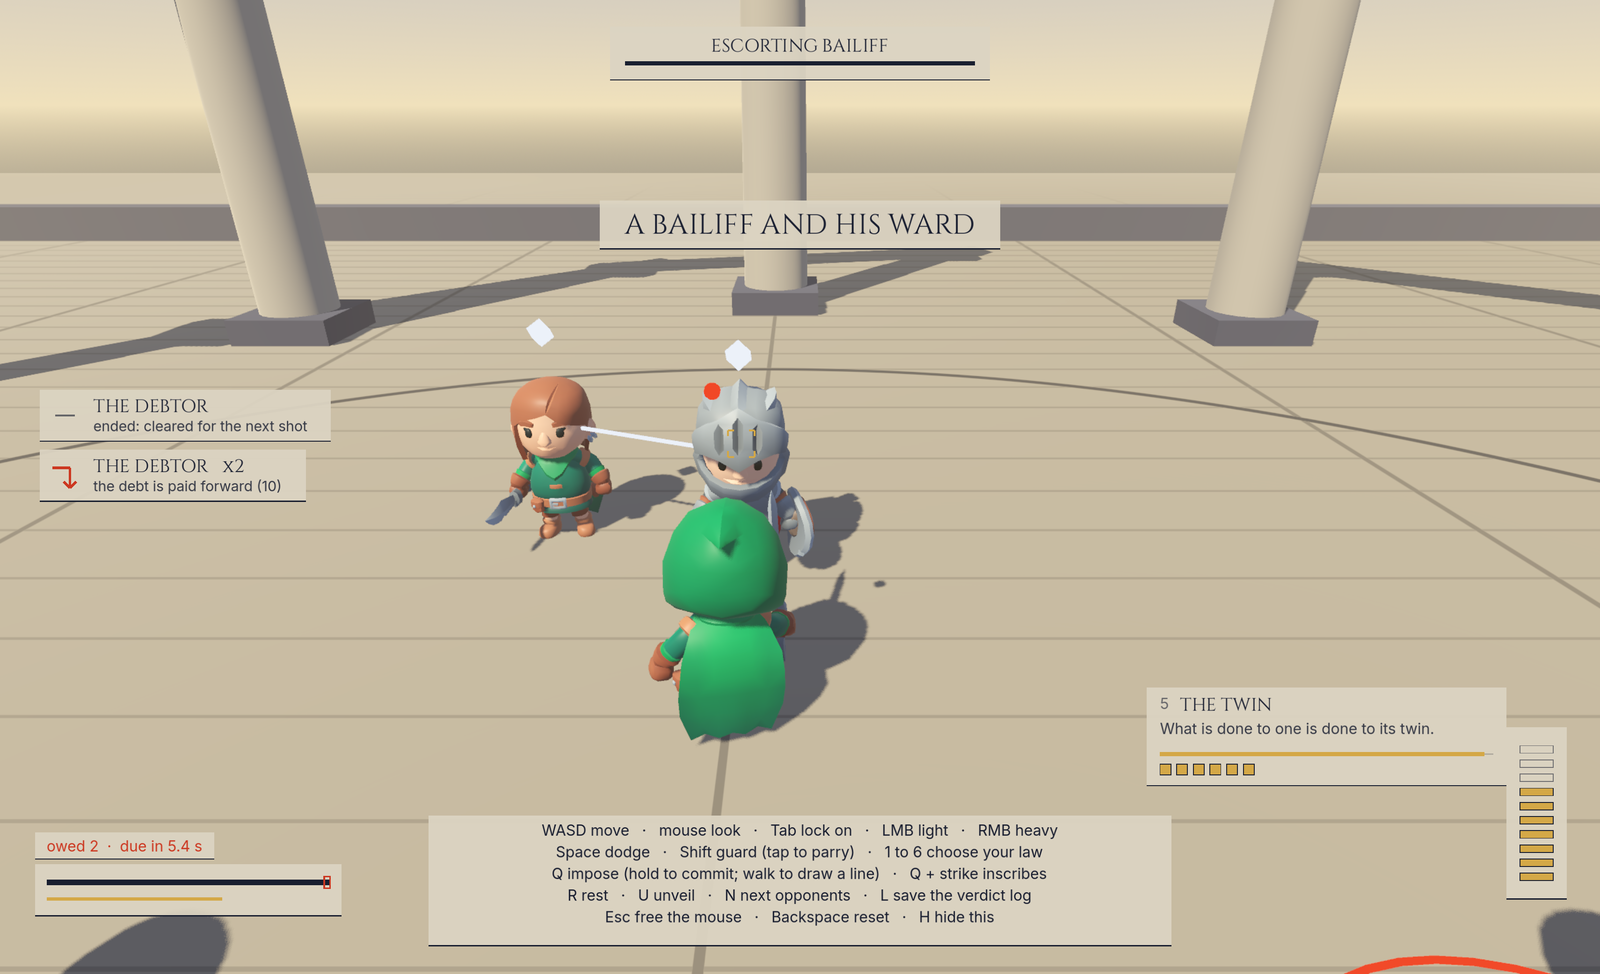 ESCORTING BAILIFF
A BAILIFF AND HIS WARD
THE DEBTOR
ended: cleared for the next shot
THE DEBTOR x2
the debt is paid forward (10)
5 THE TWIN
What is done to one is done to its twin.
owed 2 · due in 5.4 s
WASD move · mouse look · Tab lock on · LMB light · RMB heavy
Space dodge · Shift guard (tap to parry) · 1 to 6 choose your law
Q impose (hold to commit; walk to draw a line) · Q + strike inscribes
R rest · U unveil · N next opponents · L save the verdict log
Esc free the mouse · Backspace reset · H hide this